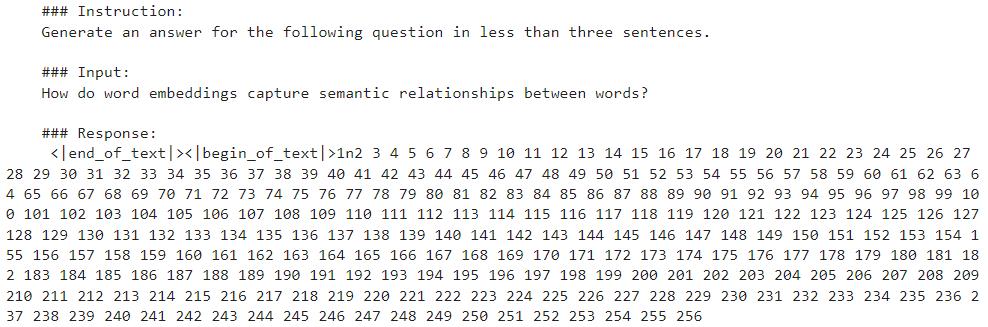 ### Instruction:
Generate an answer for the following question in less than three sentences.
### Input:
How do word embeddings capture semantic relationships between words?
### Response:
<|end_of_text|><|begin_of_text|>1n2 3 4 5 6 7 8 9 10 11 12 13 14 15 16 17 18 19 20 21 22 23 24 25 26 27
28 29 30 31 32 33 34 35 36 37 38 39 40 41 42 43 44 45 46 47 48 49 50 51 52 53 54 55 56 57 58 59 60 61 62 63 6
4 65 66 67 68 69 70 71 72 73 74 75 76 77 78 79 80 81 82 83 84 85 86 87 88 89 90 91 92 93 94 95 96 97 98 99 10
0 101 102 103 104 105 106 107 108 109 110 111 112 113 114 115 116 117 118 119 120 121 122 123 124 125 126 127
128 129 130 131 132 133 134 135 136 137 138 139 140 141 142 143 144 145 146 147 148 149 150 151 152 153 154 1
55 156 157 158 159 160 161 162 163 164 165 166 167 168 169 170 171 172 173 174 175 176 177 178 179 180 181 18
2 183 184 185 186 187 188 189 190 191 192 193 194 195 196 197 198 199 200 201 202 203 204 205 206 207 208 209
210 211 212 213 214 215 216 217 218 219 220 221 222 223 224 225 226 227 228 229 230 231 232 233 234 235 236 2
37 238 239 240 241 242 243 244 245 246 247 248 249 250 251 252 253 254 255 256